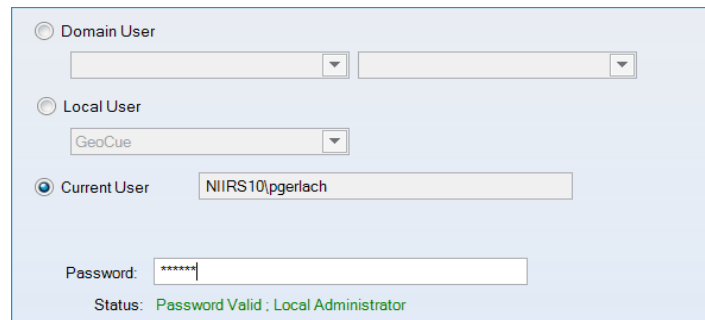 Domain User
Local User
GeoCue
Current User NIIRS10\pgerlach
Password: ******
Status: Password Valid ; Local Administrator